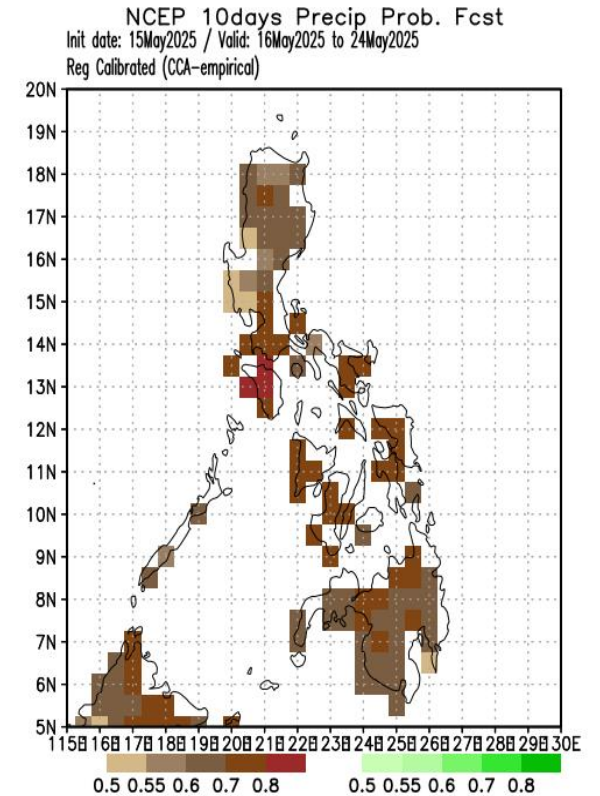 NCEP 10days Precip Prob. Fcst
Init date: 15May2025 / Valid: 16May2025 to 24May2025
Reg Calibrated (CCA-empirical)
20N
19N
18N
17N
16N
15N
14N
13N
12N
11N
10N
9N
8N
7N
6N
5N
115E 116E 117E 118E 119E 120E 121E 122E 123E 124E 125E 126E 127E 128E 129E 130E
0.5 0.55 0.6 0.7 0.8 0.5 0.55 0.6 0.7 0.8